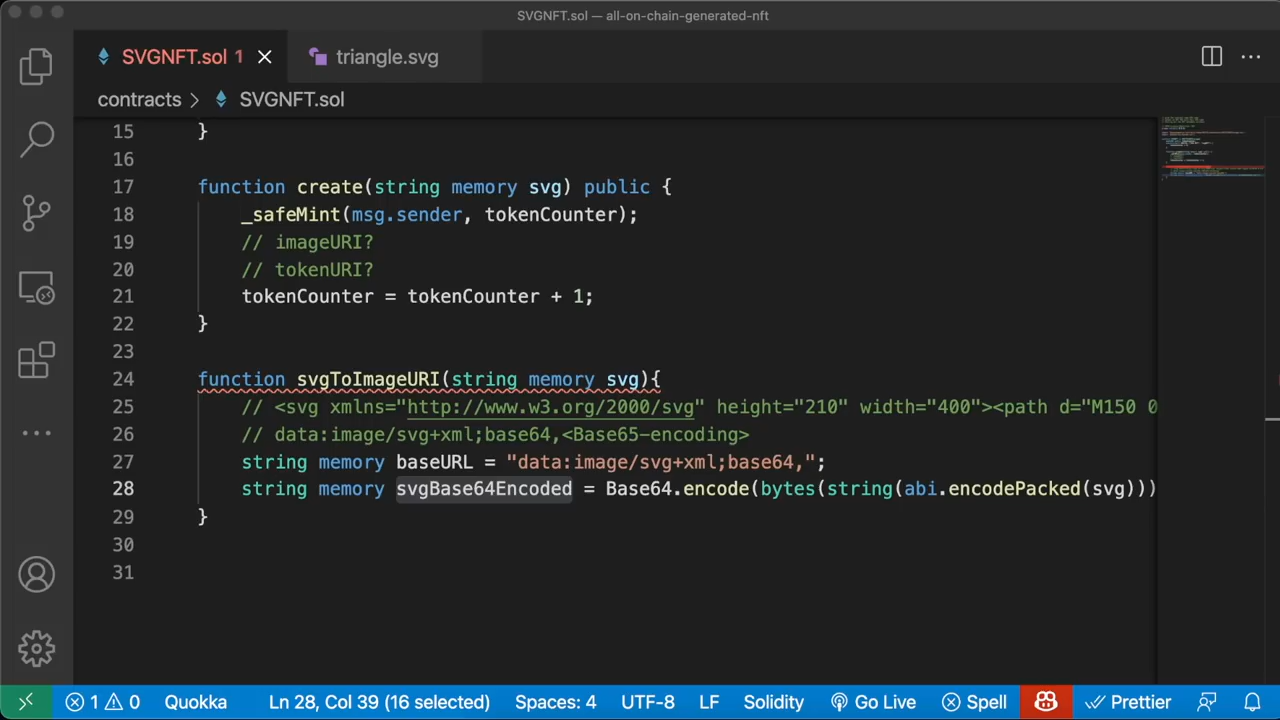 SVGNFT.sol — all-on-chain-generated-nft
SVGNFT.sol 1
triangle.svg
contracts > SVGNFT.sol
15 }
16
17 function create(string memory svg) public {
18 _safeMint(msg.sender, tokenCounter);
19 // imageURI?
20 // tokenURI?
21 tokenCounter = tokenCounter + 1;
22 }
23
24 function svgToImageURI(string memory svg){
25 // <svg xmlns="http://www.w3.org/2000/svg" height="210" width="400"><path d="M150 0
26 // data:image/svg+xml;base64,<Base65-encoding>
27 string memory baseURL = "data:image/svg+xml;base64,";
28 string memory svgBase64Encoded = Base64.encode(bytes(string(abi.encodePacked(svg)))
29 }
30
31
1 0 Quokka Ln 28, Col 39 (16 selected) Spaces: 4 UTF-8 LF Solidity Go Live Spell Prettier